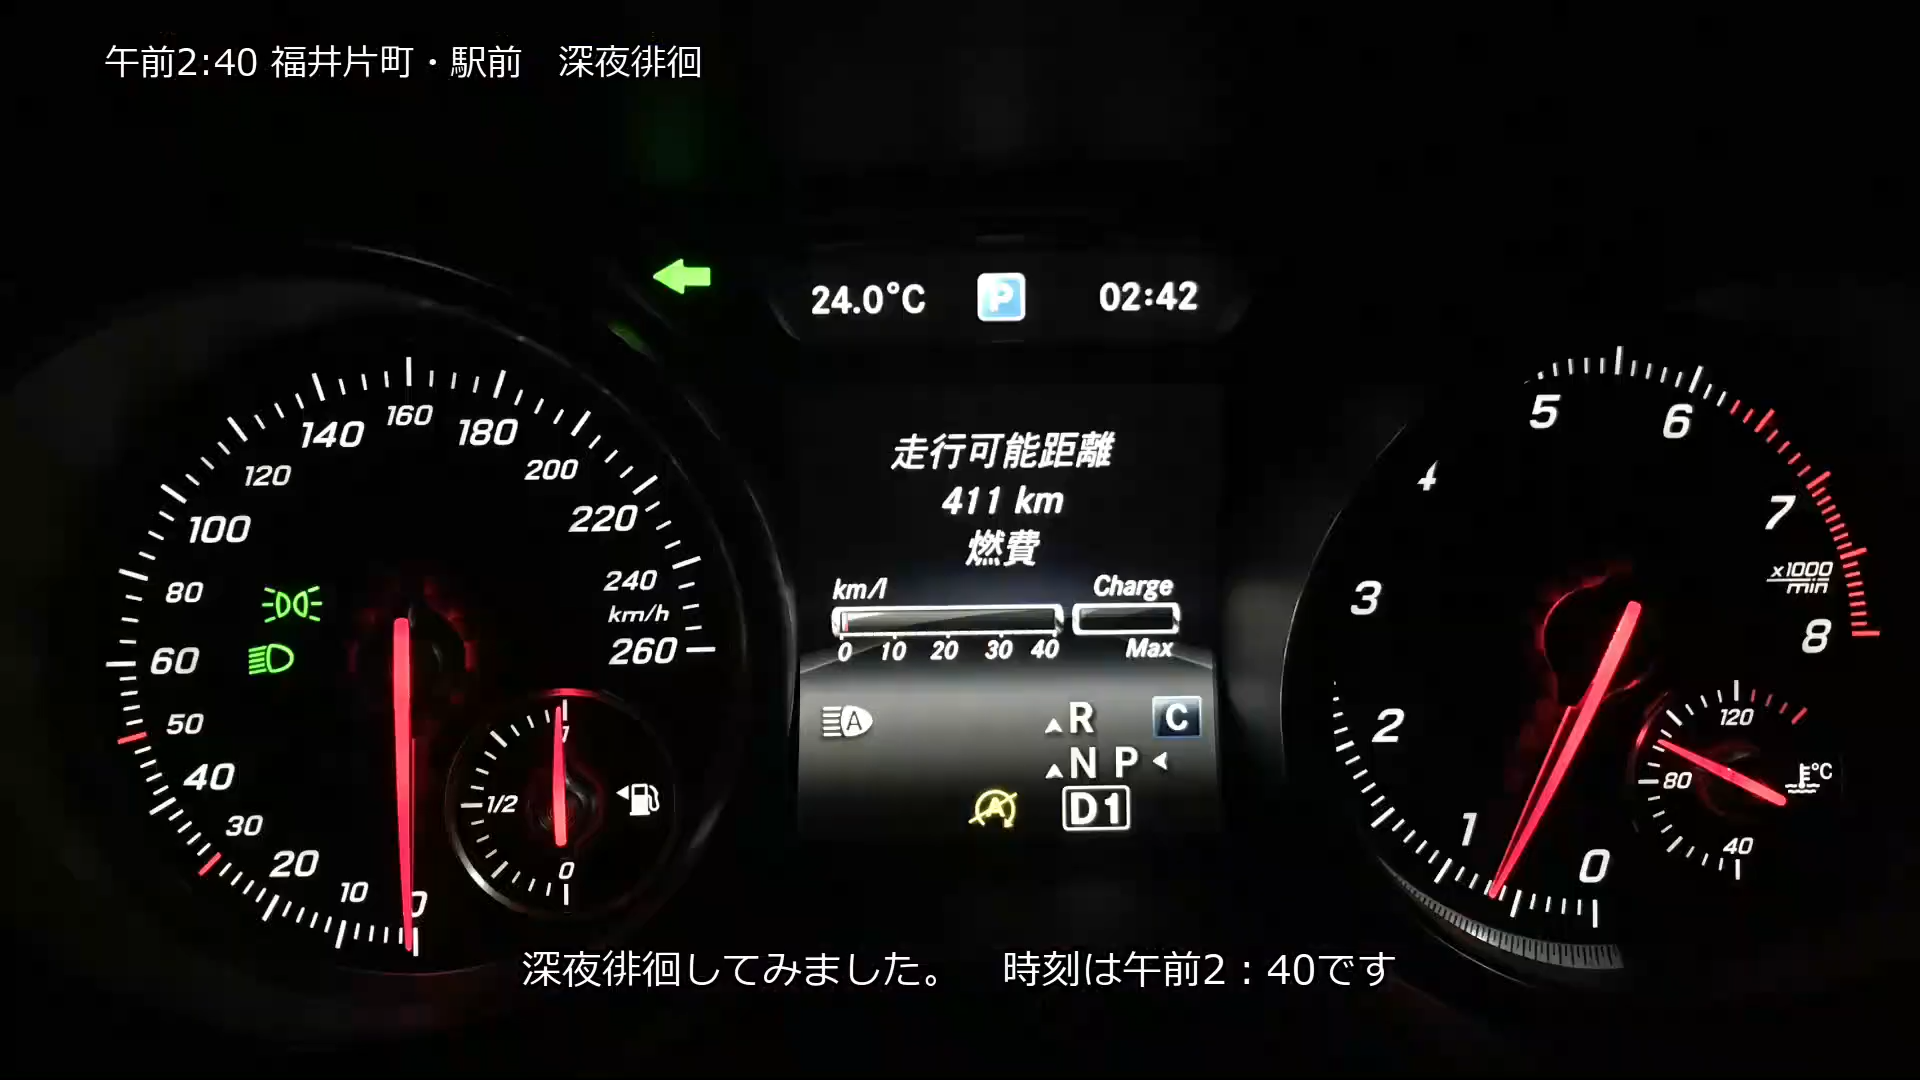 午前2:40 福井片町・駅前　深夜徘徊
24.0°C P 02:42
走行可能距離
411 km
燃費
km/l Charge
0 10 20 30 40 Max
A R C
N P
A D1
0 10 20 30 40 50 60 80 100 120 140 160 180 200 220 240 260
km/h
1
1/2
0
0 1 2 3 4 5 6 7 8
x1000
min
120
80 °C
40
深夜徘徊してみました。　時刻は午前2：40です